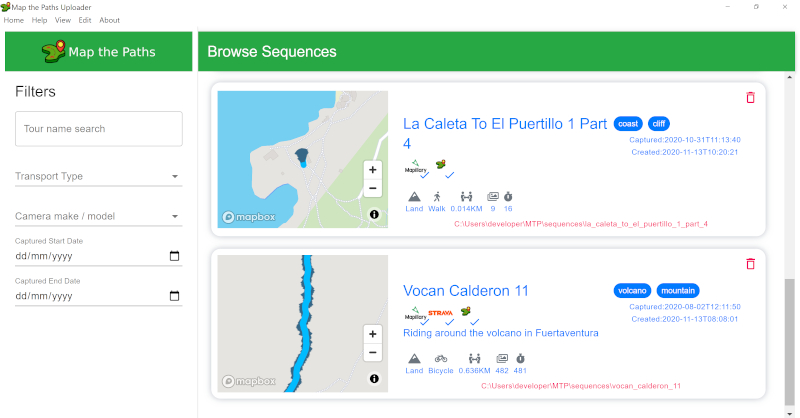 Map the Paths Uploader
Home Help View Edit About
Map the Paths
Browse Sequences
Filters
Tour name search
Transport Type
Camera make / model
Captured Start Date
dd/mm/yyyy
Captured End Date
dd/mm/yyyy
mapbox
La Caleta To El Puertillo 1 Part
4
coast cliff
Captured:2020-10-31T11:13:40
Created:2020-11-13T10:20:21
Mapillary
Land Walk 0.014KM 9 16
C:\Users\developer\MTP\sequences\la_caleta_to_el_puertillo_1_part_4
mapbox
Vocan Calderon 11
volcano mountain
Captured:2020-08-02T12:11:50
Created:2020-11-13T08:08:01
Mapillary STRAVA
Riding around the volcano in Fuertaventura
Land Bicycle 0.636KM 482 481
C:\Users\developer\MTP\sequences\vocan_calderon_11